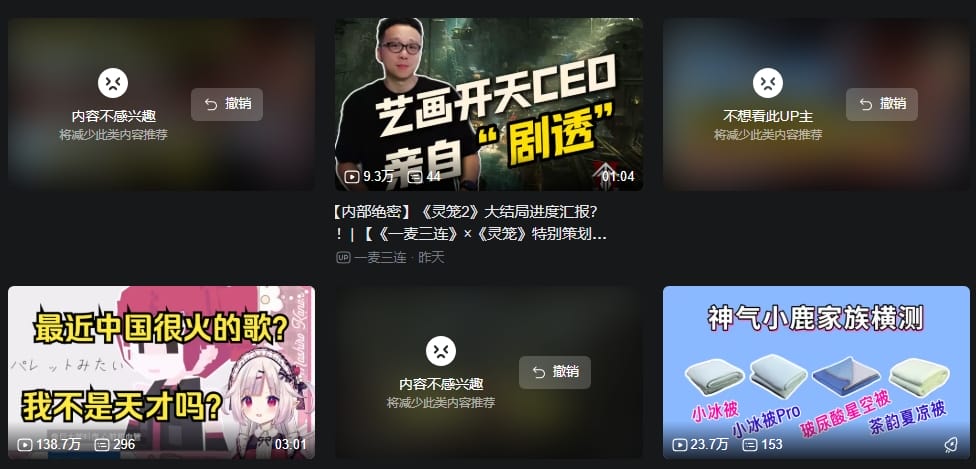 内容不感兴趣
将减少此类内容推荐
撤销
艺画开天CEO
亲自“剧透”
9.3万 44 01:04
【内部绝密】《灵笼2》大结局进度汇报?
！ | 【《一麦三连》×《灵笼》特别策划...
UP 一麦三连 · 昨天
不想看此UP主
将减少此类内容推荐
撤销
最近中国很火的歌?
パレットみたい
我不是天才吗?
138.7万 296 03:01
内容不感兴趣
将减少此类内容推荐
撤销
神气小鹿家族横测
小冰被
小冰被Pro
玻尿酸星空被
茶韵夏凉被
23.7万 153